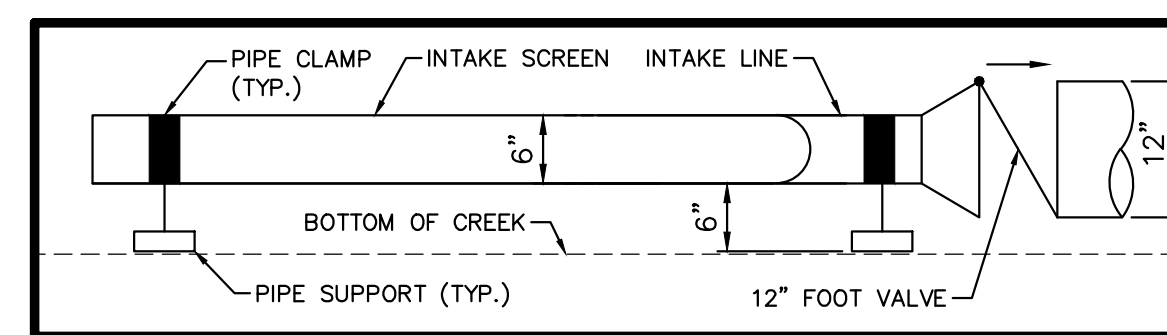 PIPE CLAMP
(TYP.)
INTAKE SCREEN
INTAKE LINE
6"
12"
6"
BOTTOM OF CREEK
PIPE SUPPORT (TYP.)
12" FOOT VALVE